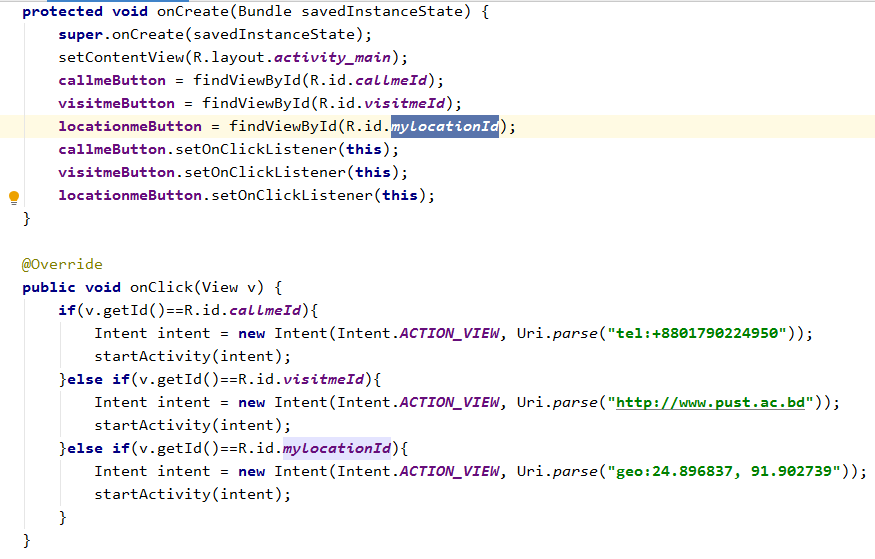 protected void onCreate(Bundle savedInstanceState) {
super.onCreate(savedInstanceState);
setContentView(R.layout.activity_main);
callmeButton = findViewById(R.id.callmeId);
visitmeButton = findViewById(R.id.visitmeId);
locationmeButton = findViewById(R.id.mylocationId);
callmeButton.setOnClickListener(this);
visitmeButton.setOnClickListener(this);
locationmeButton.setOnClickListener(this);
}
@Override
public void onClick(View v) {
if(v.getId()==R.id.callmeId){
Intent intent = new Intent(Intent.ACTION_VIEW, Uri.parse("tel:+8801790224950"));
startActivity(intent);
}else if(v.getId()==R.id.visitmeId){
Intent intent = new Intent(Intent.ACTION_VIEW, Uri.parse("http://www.pust.ac.bd"));
startActivity(intent);
}else if(v.getId()==R.id.mylocationId){
Intent intent = new Intent(Intent.ACTION_VIEW, Uri.parse("geo:24.896837, 91.902739"));
startActivity(intent);
}
}